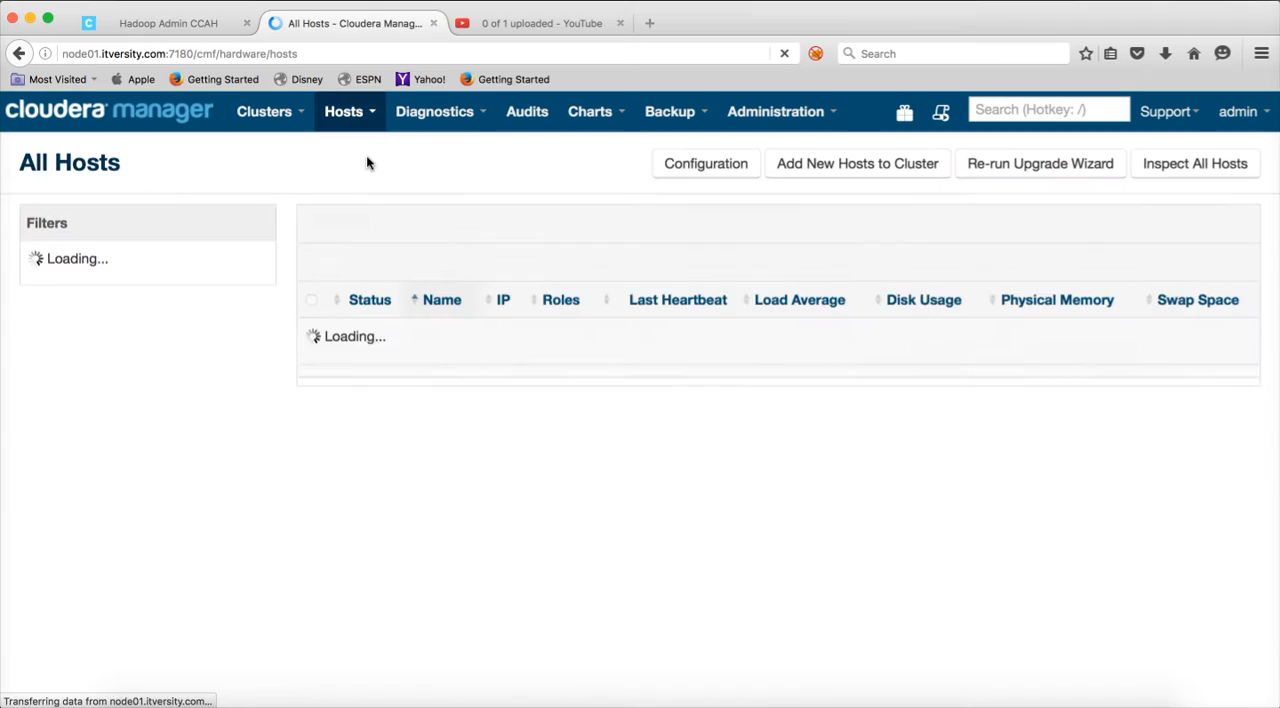 Hadoop Admin CCAH
All Hosts - Cloudera Manag...
0 of 1 uploaded - YouTube
node01.itversity.com:7180/cmf/hardware/hosts
Search
Most Visited
Apple
Getting Started
Disney
ESPN
Yahoo!
Getting Started
cloudera manager
Clusters
Hosts
Diagnostics
Audits
Charts
Backup
Administration
Search (Hotkey: /)
Support
admin
All Hosts
Configuration
Add New Hosts to Cluster
Re-run Upgrade Wizard
Inspect All Hosts
Filters
Loading...
Status
Name
IP
Roles
Last Heartbeat
Load Average
Disk Usage
Physical Memory
Swap Space
Loading...
Transferring data from node01.itversity.com...